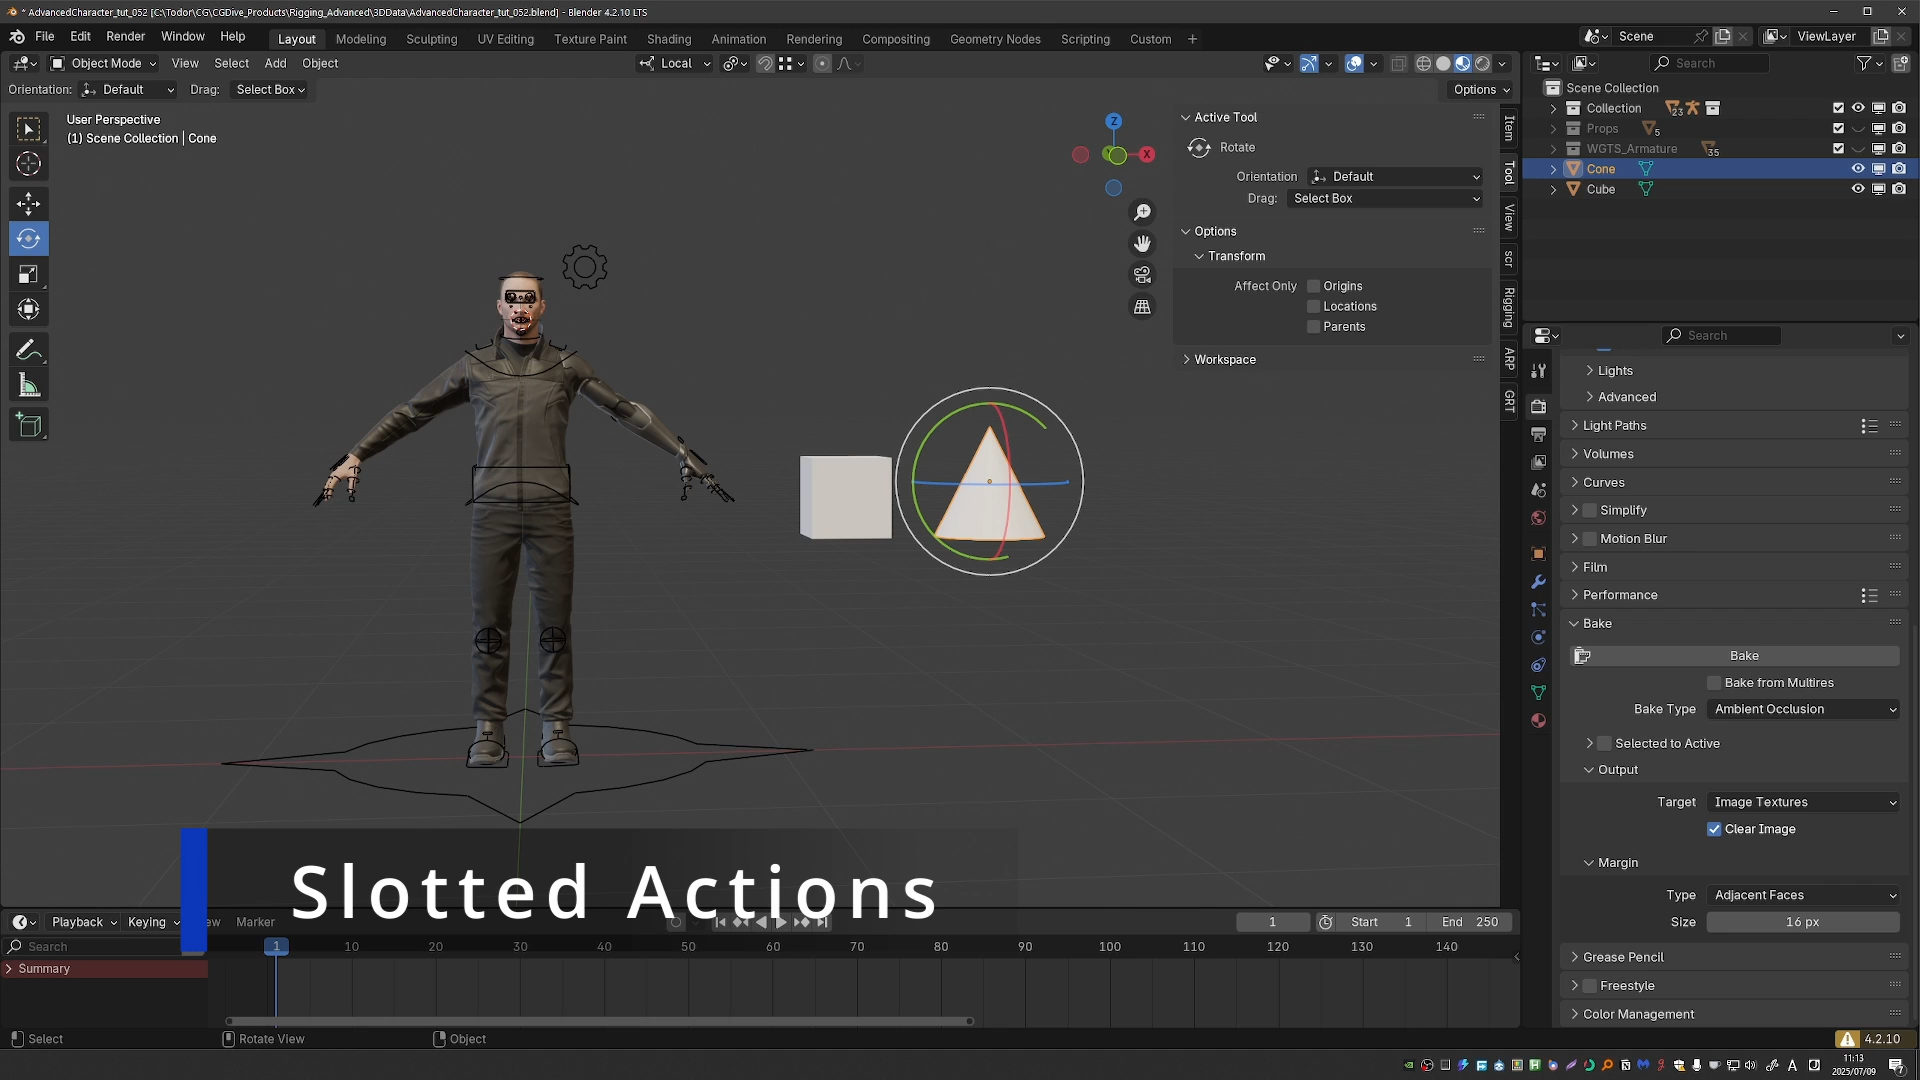 * AdvancedCharacter_tut_052 [C:\Todor\CG\CGDive_Products\Rigging_Advanced\3DData\AdvancedCharacter_tut_052.blend] - Blender 4.2.10 LTS
File Edit Render Window Help Layout Modeling Sculpting UV Editing Texture Paint Shading Animation Rendering Compositing Geometry Nodes Scripting Custom + Scene ViewLayer
Object Mode View Select Add Object Local Search
Orientation: Default Drag: Select Box Options
Scene Collection
Collection 23
Props 5
WGTS_Armature 35
Cone
Cube
User Perspective
(1) Scene Collection | Cone
Z
X
Active Tool
Rotate
Orientation Default
Drag: Select Box
Options
Transform
Affect Only Origins
Locations
Parents
Workspace
Item
Tool
View
scr
Rigging
ARP
GRT
Search
Lights
Advanced
Light Paths
Volumes
Curves
Simplify
Motion Blur
Film
Performance
Bake
Bake
Bake from Multires
Bake Type Ambient Occlusion
Selected to Active
Output
Target Image Textures
Clear Image
Margin
Type Adjacent Faces
Size 16 px
Grease Pencil
Freestyle
Color Management
Slotted Actions
Playback Keying Marker 1 Start 1 End 250
Search 1 10 20 30 40 50 60 70 80 90 100 110 120 130 140
Summary
Select Rotate View Object 4.2.10
11:13
2025/07/09